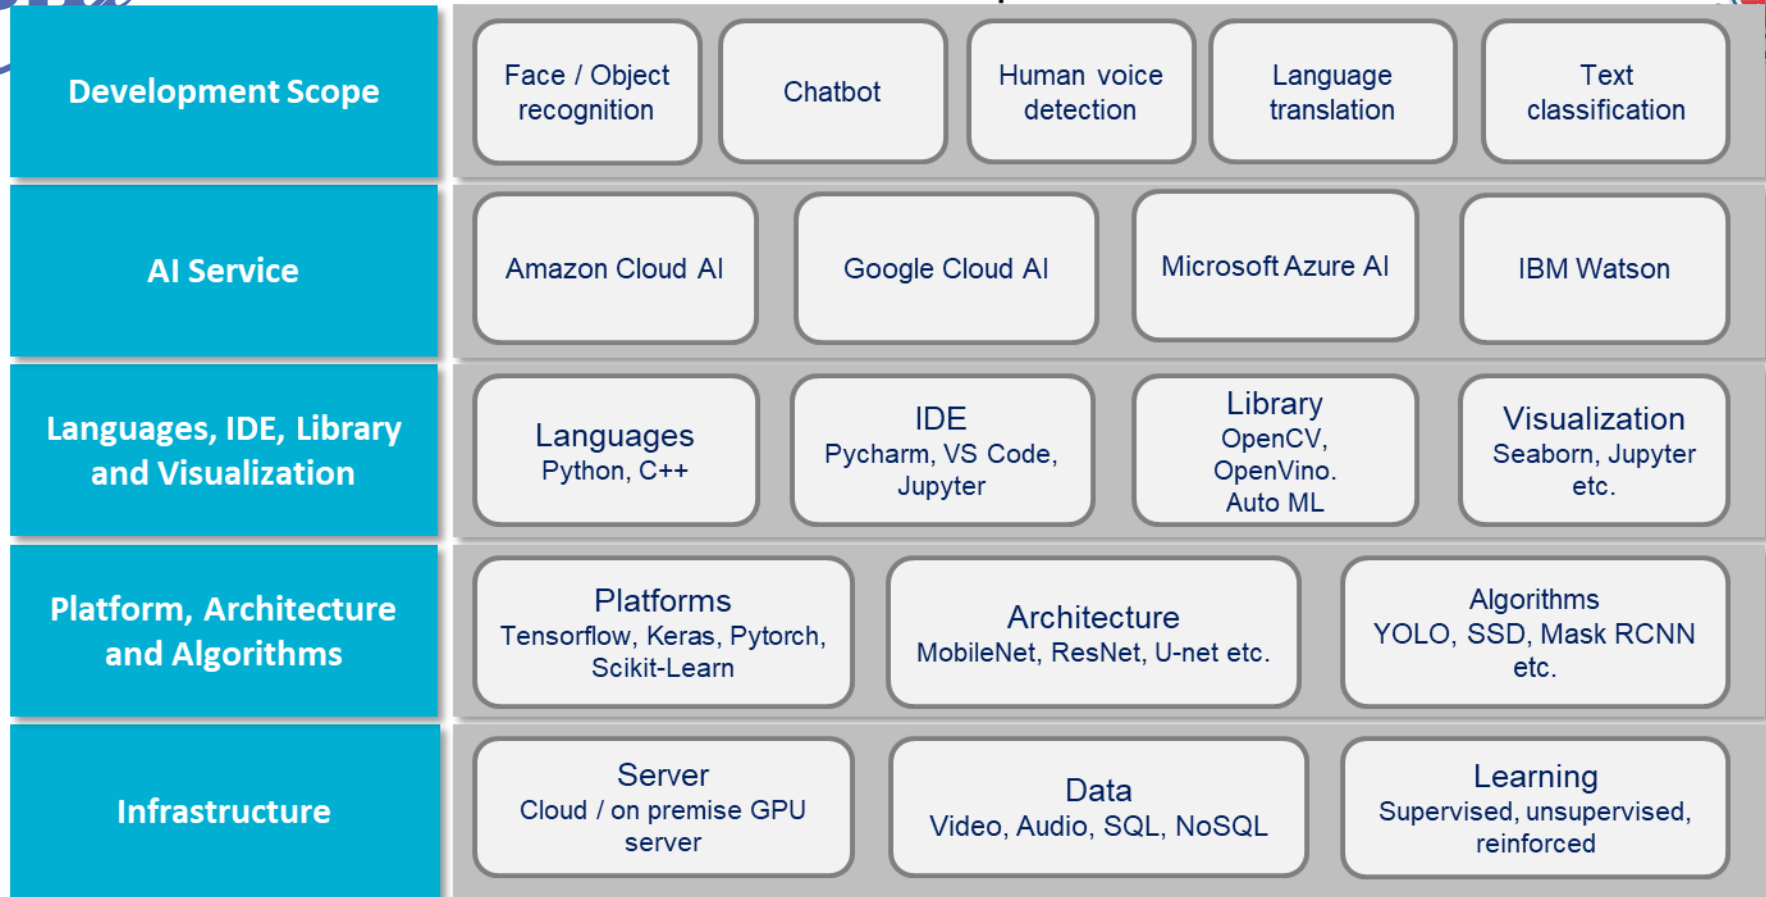 Development Scope
Face / Object
recognition
Chatbot
Human voice
detection
Language
translation
Text
classification
AI Service
Amazon Cloud AI
Google Cloud AI
Microsoft Azure AI
IBM Watson
Languages, IDE, Library
and Visualization
Languages
Python, C++
IDE
Pycharm, VS Code,
Jupyter
Library
OpenCV,
OpenVino.
Auto ML
Visualization
Seaborn, Jupyter
etc.
Platform, Architecture
and Algorithms
Platforms
Tensorflow, Keras, Pytorch,
Scikit-Learn
Architecture
MobileNet, ResNet, U-net etc.
Algorithms
YOLO, SSD, Mask RCNN
etc.
Infrastructure
Server
Cloud / on premise GPU
server
Data
Video, Audio, SQL, NoSQL
Learning
Supervised, unsupervised,
reinforced